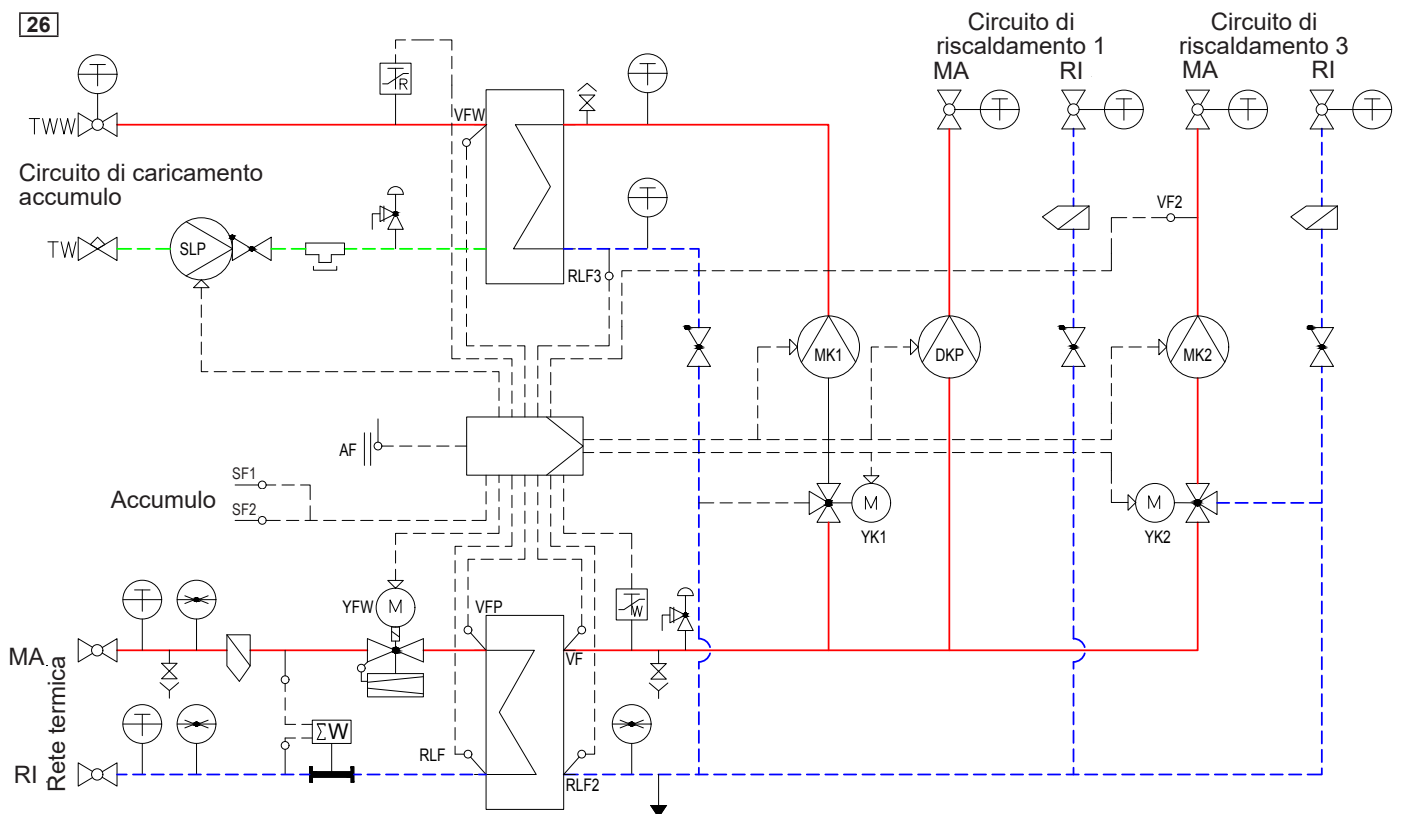 26
Circuito di
riscaldamento 1
Circuito di
riscaldamento 3
MA
RI
MA
RI
T
T
T
T
T
T
R
T
VFW
TWW
Circuito di caricamento
accumulo
T
VF2
TW
SLP
RLF3
MK1
DKP
MK2
AF
SF1
Accumulo
SF2
M
YK1
M
YK2
T
YFW
M
VFP
T
W
MA
VF
Rete termica
T
ΣW
RLF
RI
RLF2